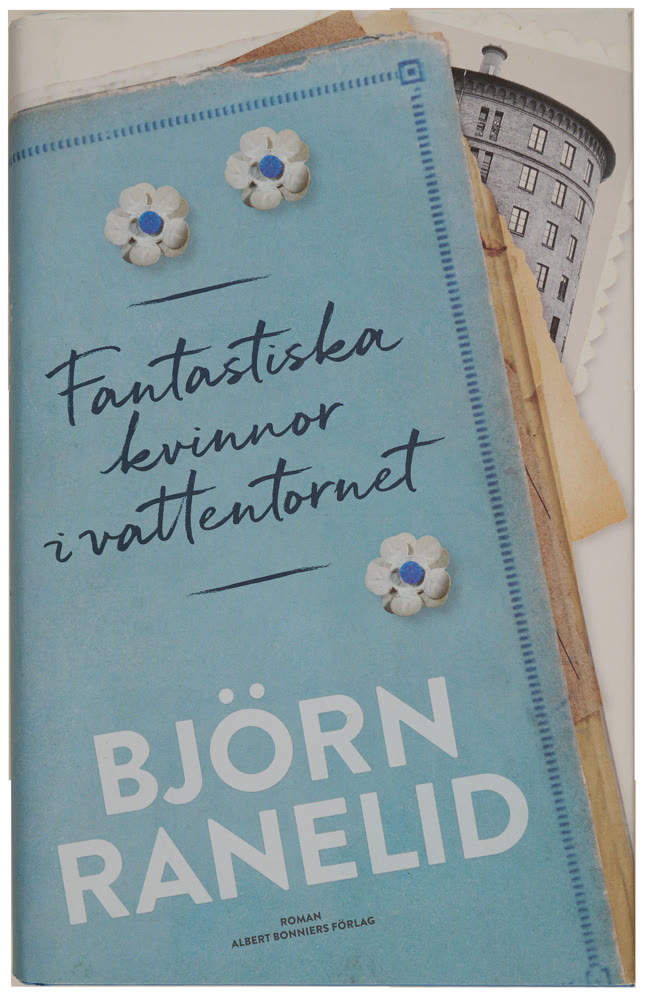 Fantastiska
kvinnor
i vattentornet
BJÖRN
RANELID
ROMAN
ALBERT BONNIERS FÖRLAG